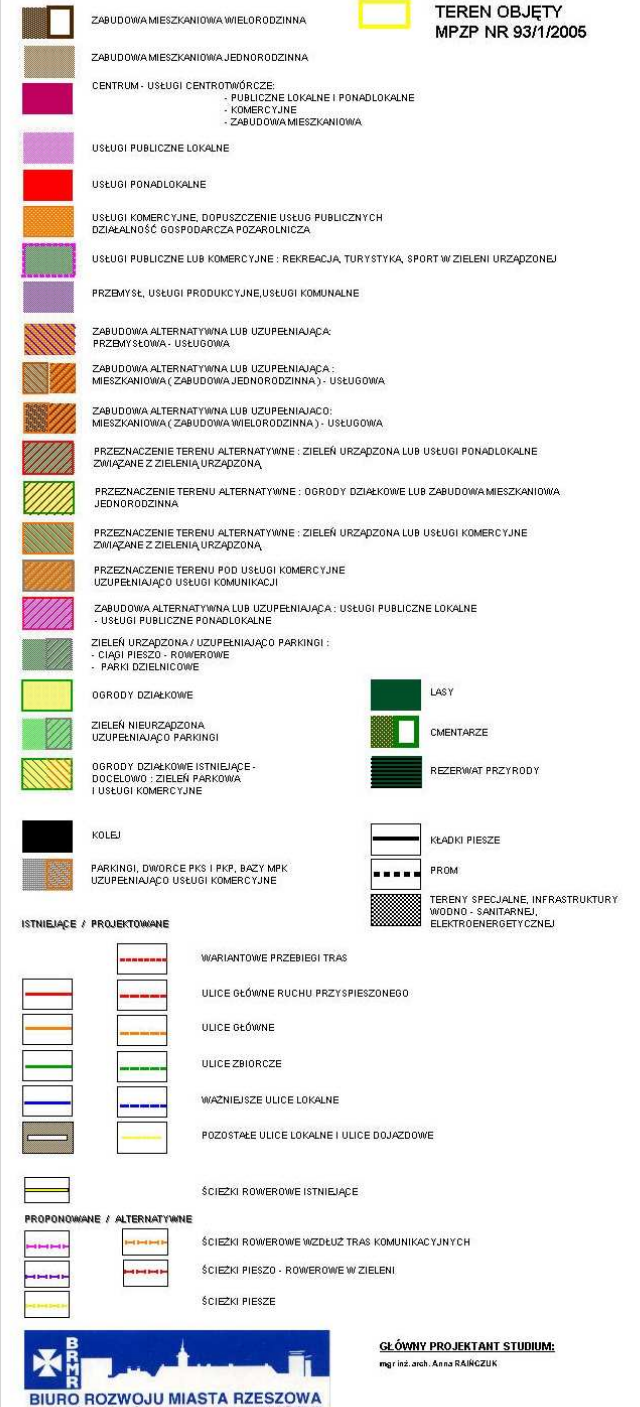 ZABUDOWA MIESZKANIOWA WIELORODZINNA
TEREN OBJĘTY
MPZP NR 93/1/2005
ZABUDOWA MIESZKANIOWA JEDNORODZINNA
CENTRUM - USŁUGI CENTROTWÓRCZE:
- PUBLICZNE LOKALNE I PONADLOKALNE
- KOMERCYJNE
- ZABUDOWA MIESZKANIOWA
USŁUGI PUBLICZNE LOKALNE
USŁUGI PONADLOKALNE
USŁUGI KOMERCYJNE, DOPUSZCZENIE USŁUG PUBLICZNYCH
DZIAŁALNOŚĆ GOSPODARCZA POZAROLNICZA
USŁUGI PUBLICZNE LUB KOMERCYJNE : REKREACJA, TURYSTYKA, SPORT W ZIELENI URZĄDZONEJ
PRZEMYSŁ, USŁUGI PRODUKCYJNE,USŁUGI KOMUNALNE
ZABUDOWA ALTERNATYWNA LUB UZUPEŁNIAJĄCA:
PRZEMYSŁOWA - USŁUGOWA
ZABUDOWA ALTERNATYWNA LUB UZUPEŁNIAJĄCA :
MIESZKANIOWA ( ZABUDOWA JEDNORODZINNA ) - USŁUGOWA
ZABUDOWA ALTERNATYWNA LUB UZUPEŁNIAJACO:
MIESZKANIOWA ( ZABUDOWA WIELORODZINNA ) - USŁUGOWA
PRZEZNACZENIE TERENU ALTERNATYWNE : ZIELEŃ URZĄDZONA LUB USŁUGI PONADLOKALNE
ZWIĄZANE Z ZIELENIĄ URZĄDZONĄ
PRZEZNACZENIE TERENU ALTERNATYWNE : OGRODY DZIAŁKOWE LUB ZABUDOWA MIESZKANIOWA
JEDNORODZINNA
PRZEZNACZENIE TERENU ALTERNATYWNE : ZIELEŃ URZĄDZONA LUB USŁUGI KOMERCYJNE
ZWIĄZANE Z ZIELENIĄ URZĄDZONĄ
PRZEZNACZENIE TERENU POD USŁUGI KOMERCYJNE
UZUPEŁNIAJĄCO USŁUGI KOMUNIKACJI
ZABUDOWA ALTERNATYWNA LUB UZUPEŁNIAJĄCA : USŁUGI PUBLICZNE LOKALNE
- USŁUGI PUBLICZNE PONADLOKALNE
ZIELEŃ URZĄDZONA / UZUPEŁNIAJĄCO PARKINGI :
- CIĄGI PIESZO - ROWEROWE
- PARKI DZIELNICOWE
OGRODY DZIAŁKOWE
LASY
ZIELEŃ NIEURZĄDZONA
UZUPEŁNIAJĄCO PARKINGI
CMENTARZE
OGRODY DZIAŁKOWE ISTNIEJĄCE -
DOCELOWO : ZIELEŃ PARKOWA
I USŁUGI KOMERCYJNE
REZERWAT PRZYRODY
KOLEJ
KŁADKI PIESZE
PARKINGI, DWORCE PKS I PKP, BAZY MPK
UZUPEŁNIAJĄCO USŁUGI KOMERCYJNE
PROM
TERENY SPECJALNE, INFRASTRUKTURY
WODNO - SANITARNEJ,
ELEKTROENERGETYCZNEJ
ISTNIEJĄCE / PROJEKTOWANE
WARIANTOWE PRZEBIEGI TRAS
ULICE GŁÓWNE RUCHU PRZYSPIESZONEGO
ULICE GŁÓWNE
ULICE ZBIORCZE
WAŻNIEJSZE ULICE LOKALNE
POZOSTAŁE ULICE LOKALNE I ULICE DOJAZDOWE
ŚCIEŻKI ROWEROWE ISTNIEJĄCE
PROPONOWANE / ALTERNATYWNE
ŚCIEŻKI ROWEROWE WZDŁUŻ TRAS KOMUNIKACYJNYCH
ŚCIEŻKI PIESZO - ROWEROWE W ZIELENI
ŚCIEŻKI PIESZE
BRMR
BIURO ROZWOJU MIASTA RZESZOWA
GŁÓWNY PROJEKTANT STUDIUM:
mgr inż. arch. Anna RAIŃCZUK